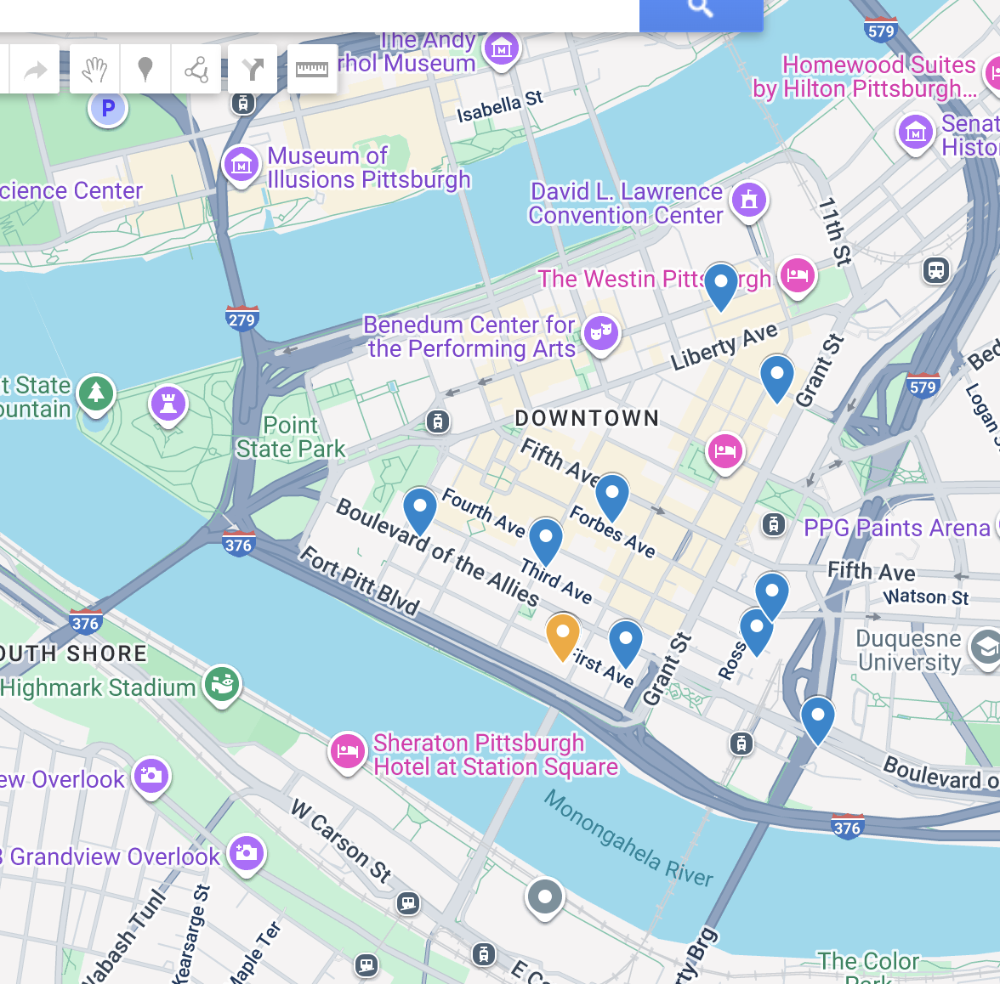 579
The Andy
rhol Museum
Homewood Suites
by Hilton Pittsburgh...
P
Isabella St
Senat
Histo
Museum of
Illusions Pittsburgh
cience Center
David L. Lawrence
Convention Center
11th St
The Westin Pittsburgh
279
Benedum Center for
the Performing Arts
Liberty Ave
Grant St
Bed
579
t State
ountain
Logan S
DOWNTOWN
Point
State Park
Fifth Ave
Fourth Ave
Forbes Ave
Boulevard of the Allies
PPG Paints Arena
376
Third Ave
Fort Pitt Blvd
Fifth Ave
Watson St
376
OUTH SHORE
Duquesne
University
Ross
First Ave
Grant St
Highmark Stadium
Sheraton Pittsburgh
Hotel at Station Square
ew Overlook
Boulevard o
W Carson St
Monongahela River
376
3 Grandview Overlook
Wabash Tunl
Kearsarge St
Maple Ter
rty Brg
E Ca
The Color
Park